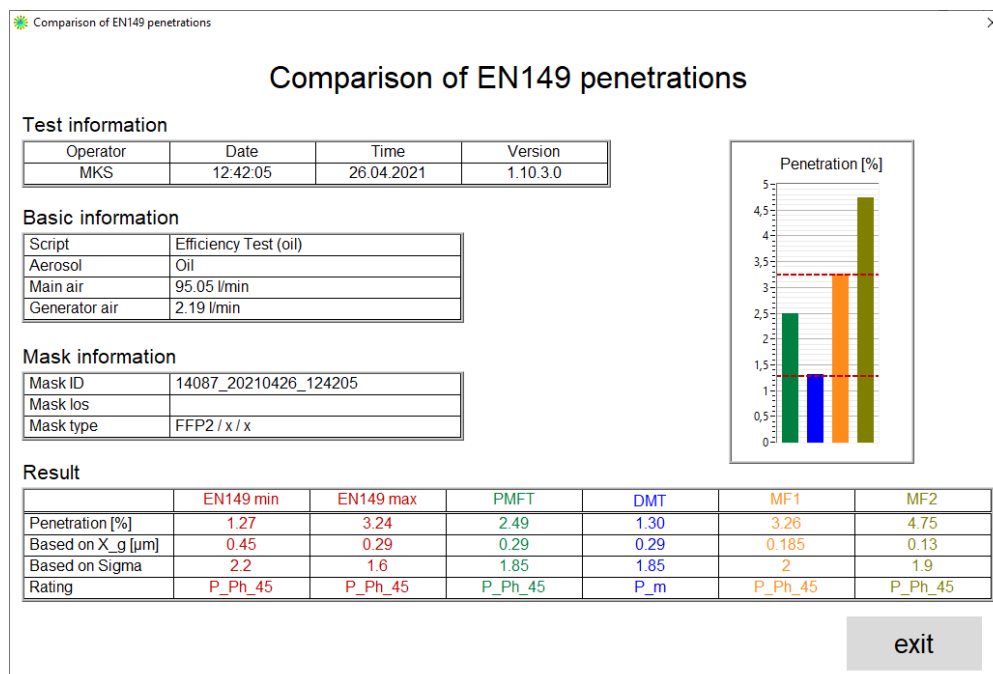 Comparison of EN149 penetrations
Comparison of EN149 penetrations
Test information
Operator Date Time Version
MKS 12:42:05 26.04.2021 1.10.3.0
Basic information
Script Efficiency Test (oil)
Aerosol Oil
Main air 95.05 l/min
Generator air 2.19 l/min
Mask information
Mask ID 14087_20210426_124205
Mask los
Mask type FFP2 / x / x
Penetration [%]
5
4,5
4
3,5
3
2,5
2
1,5
1
0,5
0
Result
EN149 min EN149 max PMFT DMT MF1 MF2
Penetration [%] 1.27 3.24 2.49 1.30 3.26 4.75
Based on X_g [µm] 0.45 0.29 0.29 0.29 0.185 0.13
Based on Sigma 2.2 1.6 1.85 1.85 2 1.9
Rating P_Ph_45 P_Ph_45 P_Ph_45 P_m P_Ph_45 P_Ph_45
exit